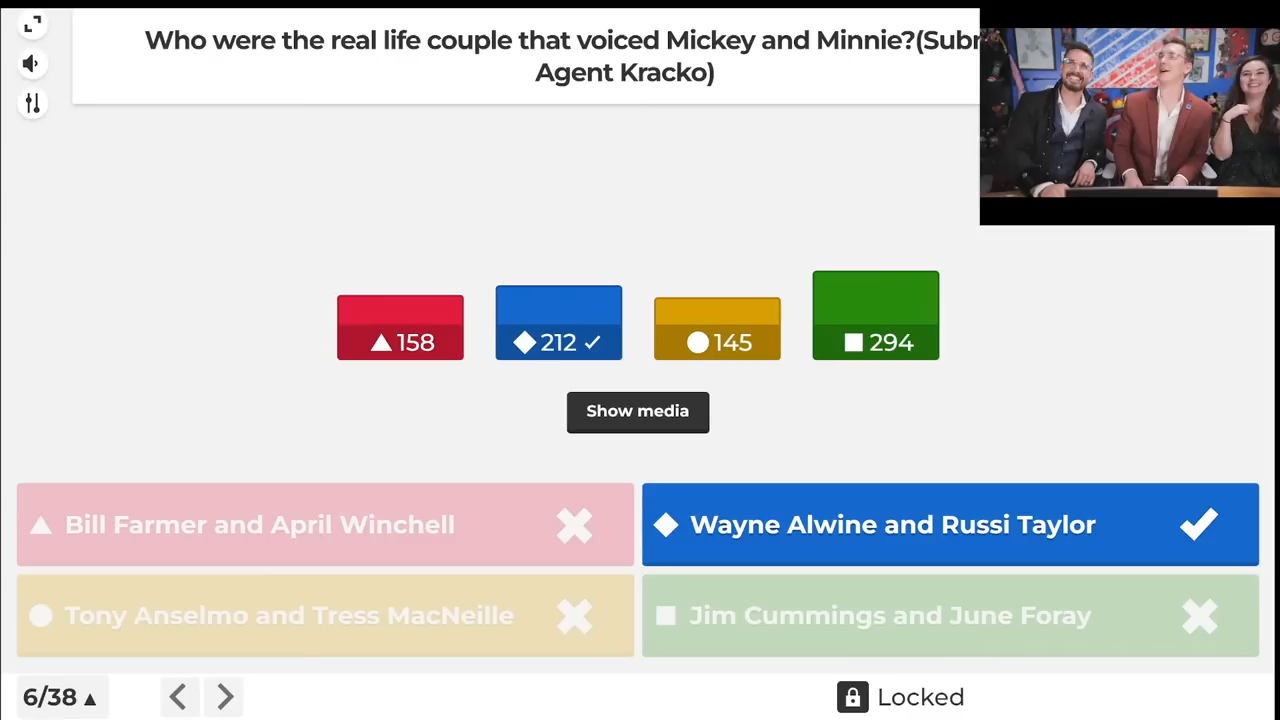 Who were the real life couple that voiced Mickey and Minnie?(Subr
Agent Kracko)
158
212
145
294
Show media
Bill Farmer and April Winchell
Wayne Alwine and Russi Taylor
Tony Anselmo and Tress MacNeille
Jim Cummings and June Foray
6/38
Locked